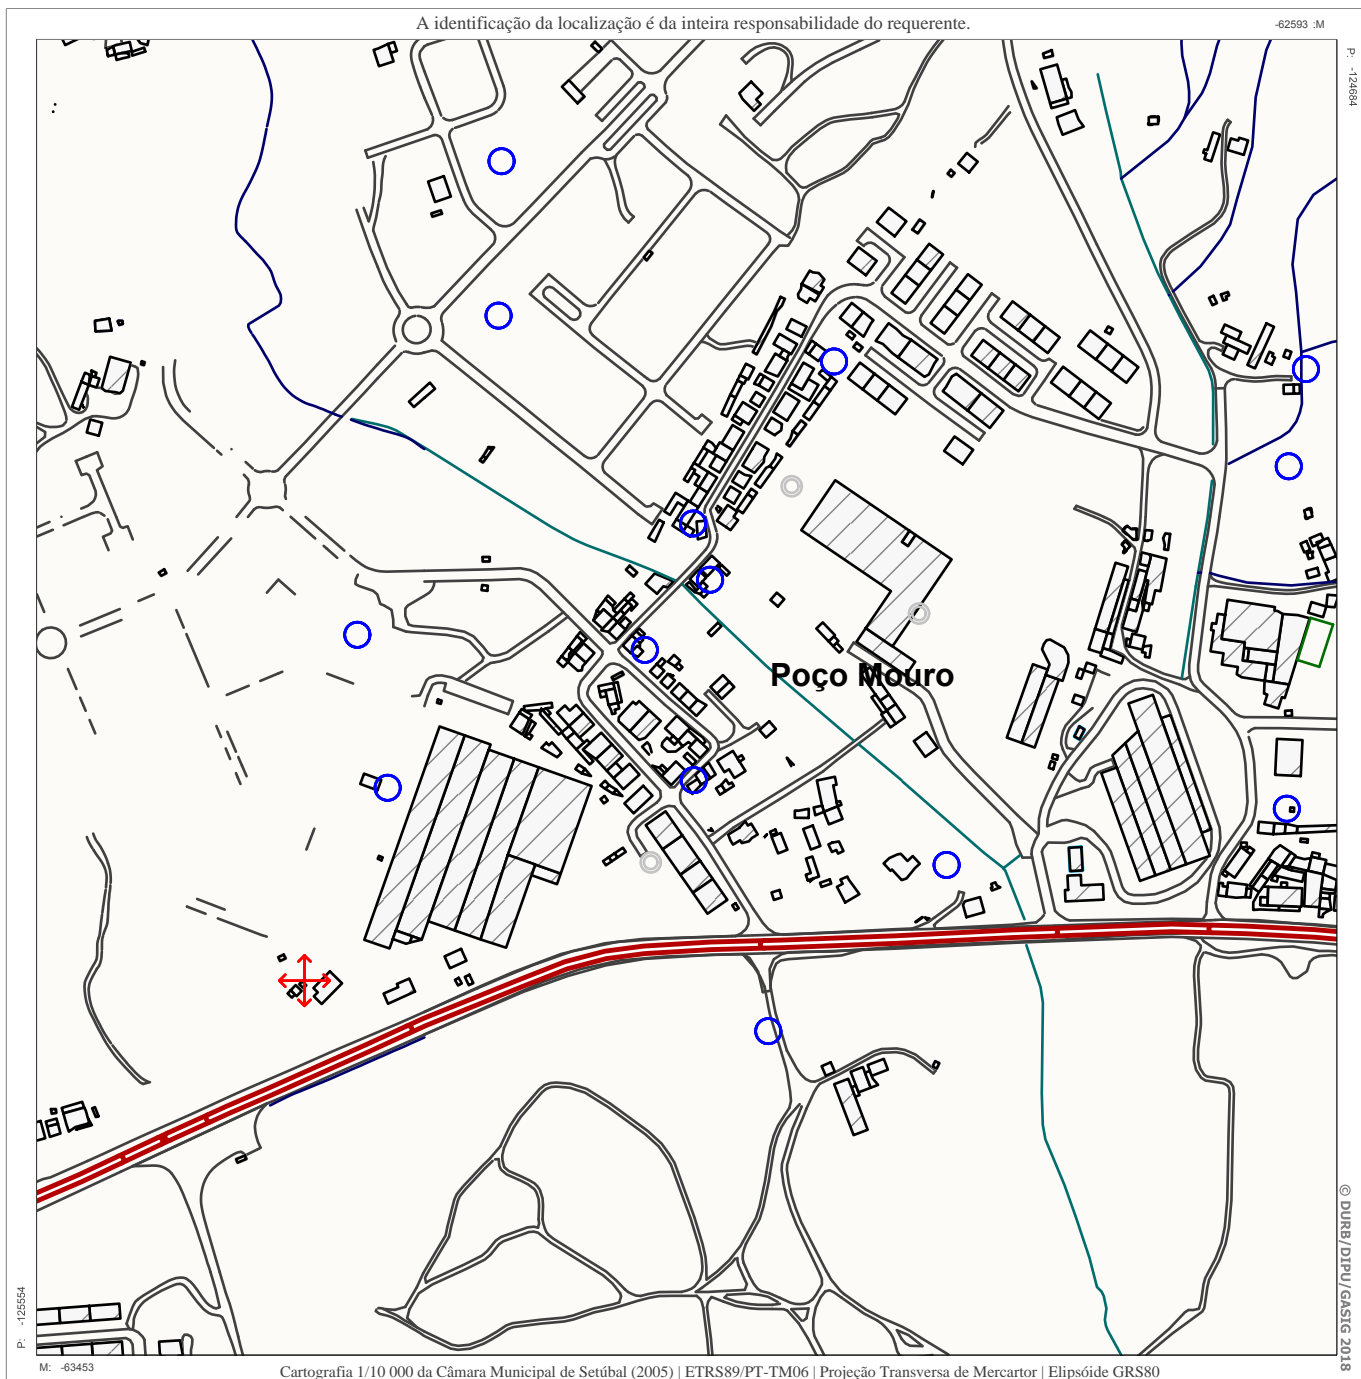 A identificação da localização é da inteira responsabilidade do requerente.
-62593 :M
P: -124684
Poço Mouro
P: -125554
© DURB/DIPU/GASIG 2018
M: -63453
Cartografia 1/10 000 da Câmara Municipal de Setúbal (2005) | ETRS89/PT-TM06 | Projeção Transversa de Mercartor | Elipsóide GRS80